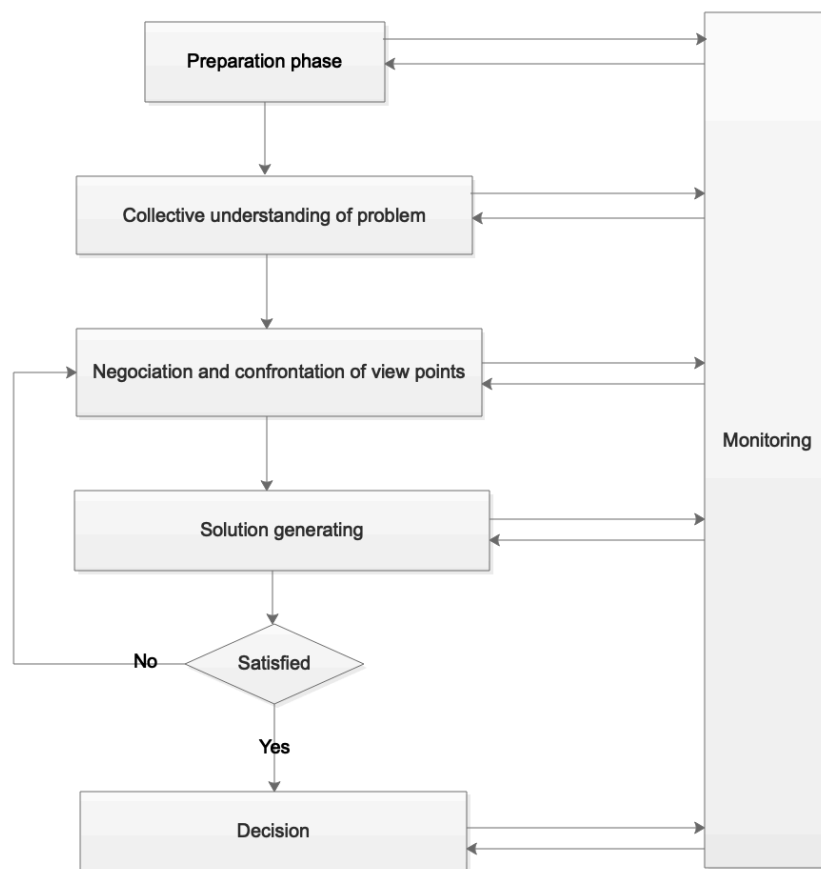 Preparation phase
Collective understanding of problem
Negociation and confrontation of view points
Monitoring
Solution generating
No
Satisfied
Yes
Decision